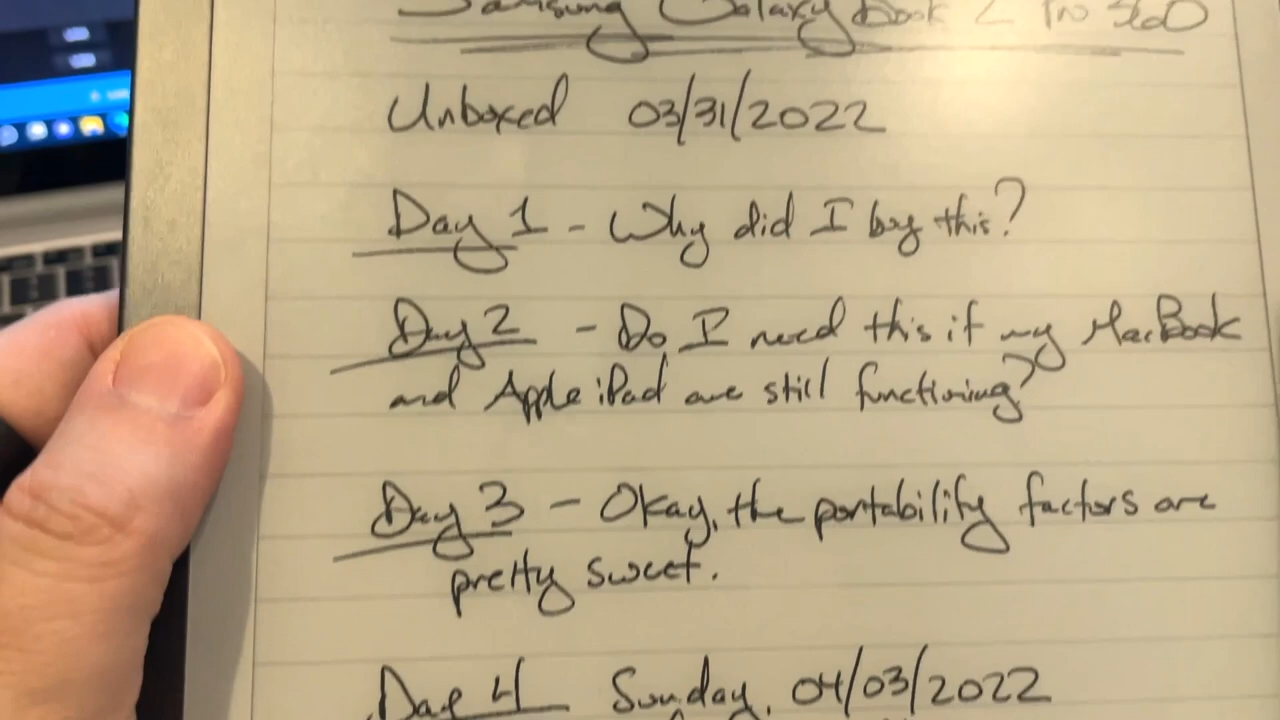 Samsung Galaxy Book 2 Pro 360
Unboxed 03/31/2022
Day 1 - Why did I buy this?
Day 2 - Do I need this if my MacBook
and Apple iPad are still functioning?
Day 3 - Okay, the portability factors are
pretty sweet.
Day 4 Sunday, 04/03/2022